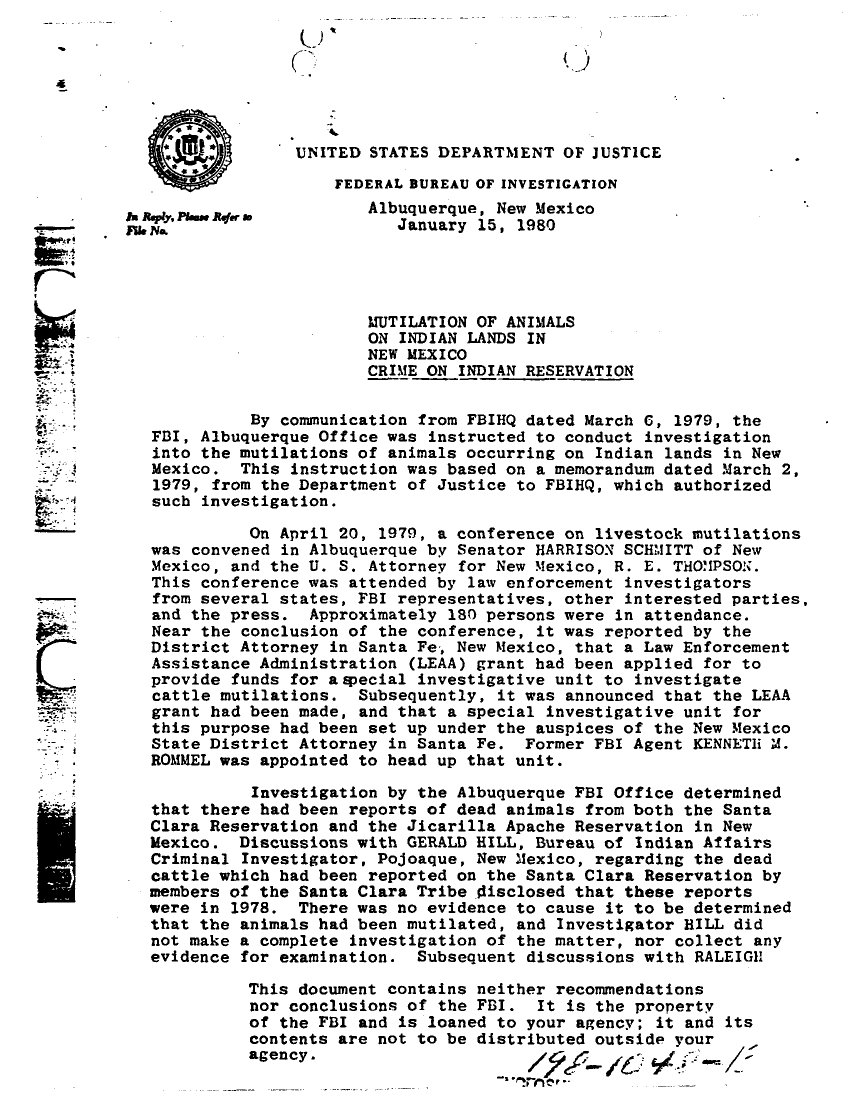 UNITED STATES DEPARTMENT OF JUSTICE
FEDERAL BUREAU OF INVESTIGATION
In Reply, Please Refer to
File No.
Albuquerque, New Mexico
January 15, 1980
MUTILATION OF ANIMALS
ON INDIAN LANDS IN
NEW MEXICO
CRIME ON INDIAN RESERVATION
By communication from FBIHQ dated March 6, 1979, the
FBI, Albuquerque Office was instructed to conduct investigation
into the mutilations of animals occurring on Indian lands in New
Mexico. This instruction was based on a memorandum dated March 2,
1979, from the Department of Justice to FBIHQ, which authorized
such investigation.
On April 20, 1979, a conference on livestock mutilations
was convened in Albuquerque by Senator HARRISON SCHMITT of New
Mexico, and the U. S. Attorney for New Mexico, R. E. THOMPSON.
This conference was attended by law enforcement investigators
from several states, FBI representatives, other interested parties,
and the press. Approximately 180 persons were in attendance.
Near the conclusion of the conference, it was reported by the
District Attorney in Santa Fe, New Mexico, that a Law Enforcement
Assistance Administration (LEAA) grant had been applied for to
provide funds for a special investigative unit to investigate
cattle mutilations. Subsequently, it was announced that the LEAA
grant had been made, and that a special investigative unit for
this purpose had been set up under the auspices of the New Mexico
State District Attorney in Santa Fe. Former FBI Agent KENNETH M.
ROMMEL was appointed to head up that unit.
Investigation by the Albuquerque FBI Office determined
that there had been reports of dead animals from both the Santa
Clara Reservation and the Jicarilla Apache Reservation in New
Mexico. Discussions with GERALD HILL, Bureau of Indian Affairs
Criminal Investigator, Pojoaque, New Mexico, regarding the dead
cattle which had been reported on the Santa Clara Reservation by
members of the Santa Clara Tribe disclosed that these reports
were in 1978. There was no evidence to cause it to be determined
that the animals had been mutilated, and Investigator HILL did
not make a complete investigation of the matter, nor collect any
evidence for examination. Subsequent discussions with RALEIGH
This document contains neither recommendations
nor conclusions of the FBI. It is the property
of the FBI and is loaned to your agency; it and its
contents are not to be distributed outside your
agency.